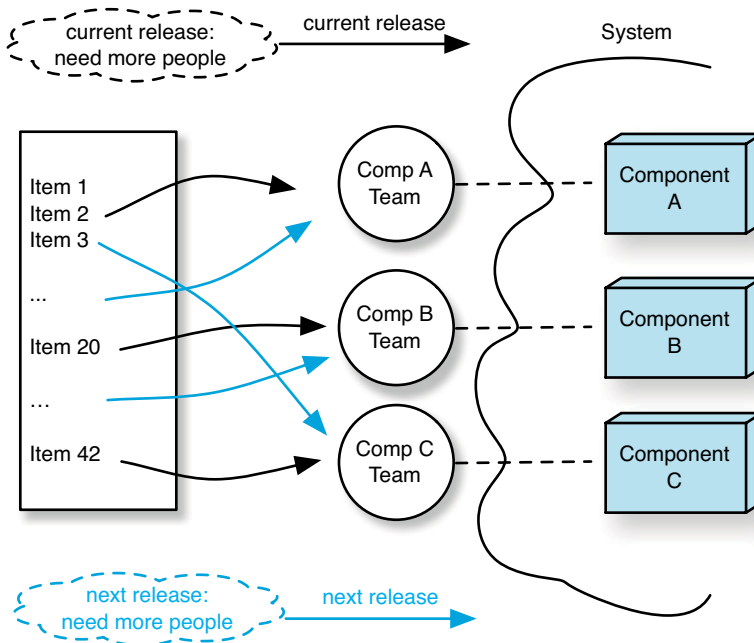 current release:
need more people
current release
System
Item 1
Item 2
Item 3
...
Item 20
...
Item 42
Comp A
Team
Comp B
Team
Comp C
Team
Component
A
Component
B
Component
C
next release:
need more people
next release